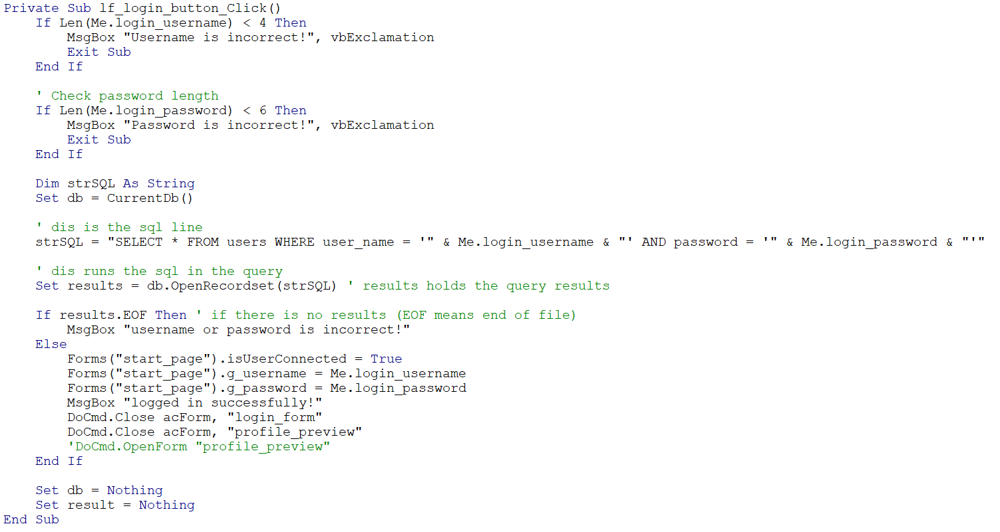 Private Sub lf_login_button_Click()
    If Len(Me.login_username) < 4 Then
        MsgBox "Username is incorrect!", vbExclamation
        Exit Sub
    End If

    ' Check password length
    If Len(Me.login_password) < 6 Then
        MsgBox "Password is incorrect!", vbExclamation
        Exit Sub
    End If

    Dim strSQL As String
    Set db = CurrentDb()

    ' dis is the sql line
    strSQL = "SELECT * FROM users WHERE user_name = '" & Me.login_username & "' AND password = '" & Me.login_password & "'"

    ' dis runs the sql in the query
    Set results = db.OpenRecordset(strSQL) ' results holds the query results

    If results.EOF Then ' if there is no results (EOF means end of file)
        MsgBox "username or password is incorrect!"
    Else
        Forms("start_page").isUserConnected = True
        Forms("start_page").g_username = Me.login_username
        Forms("start_page").g_password = Me.login_password
        MsgBox "logged in successfully!"
        DoCmd.Close acForm, "login_form"
        DoCmd.Close acForm, "profile_preview"
        'DoCmd.OpenForm "profile_preview"
    End If

    Set db = Nothing
    Set result = Nothing
End Sub